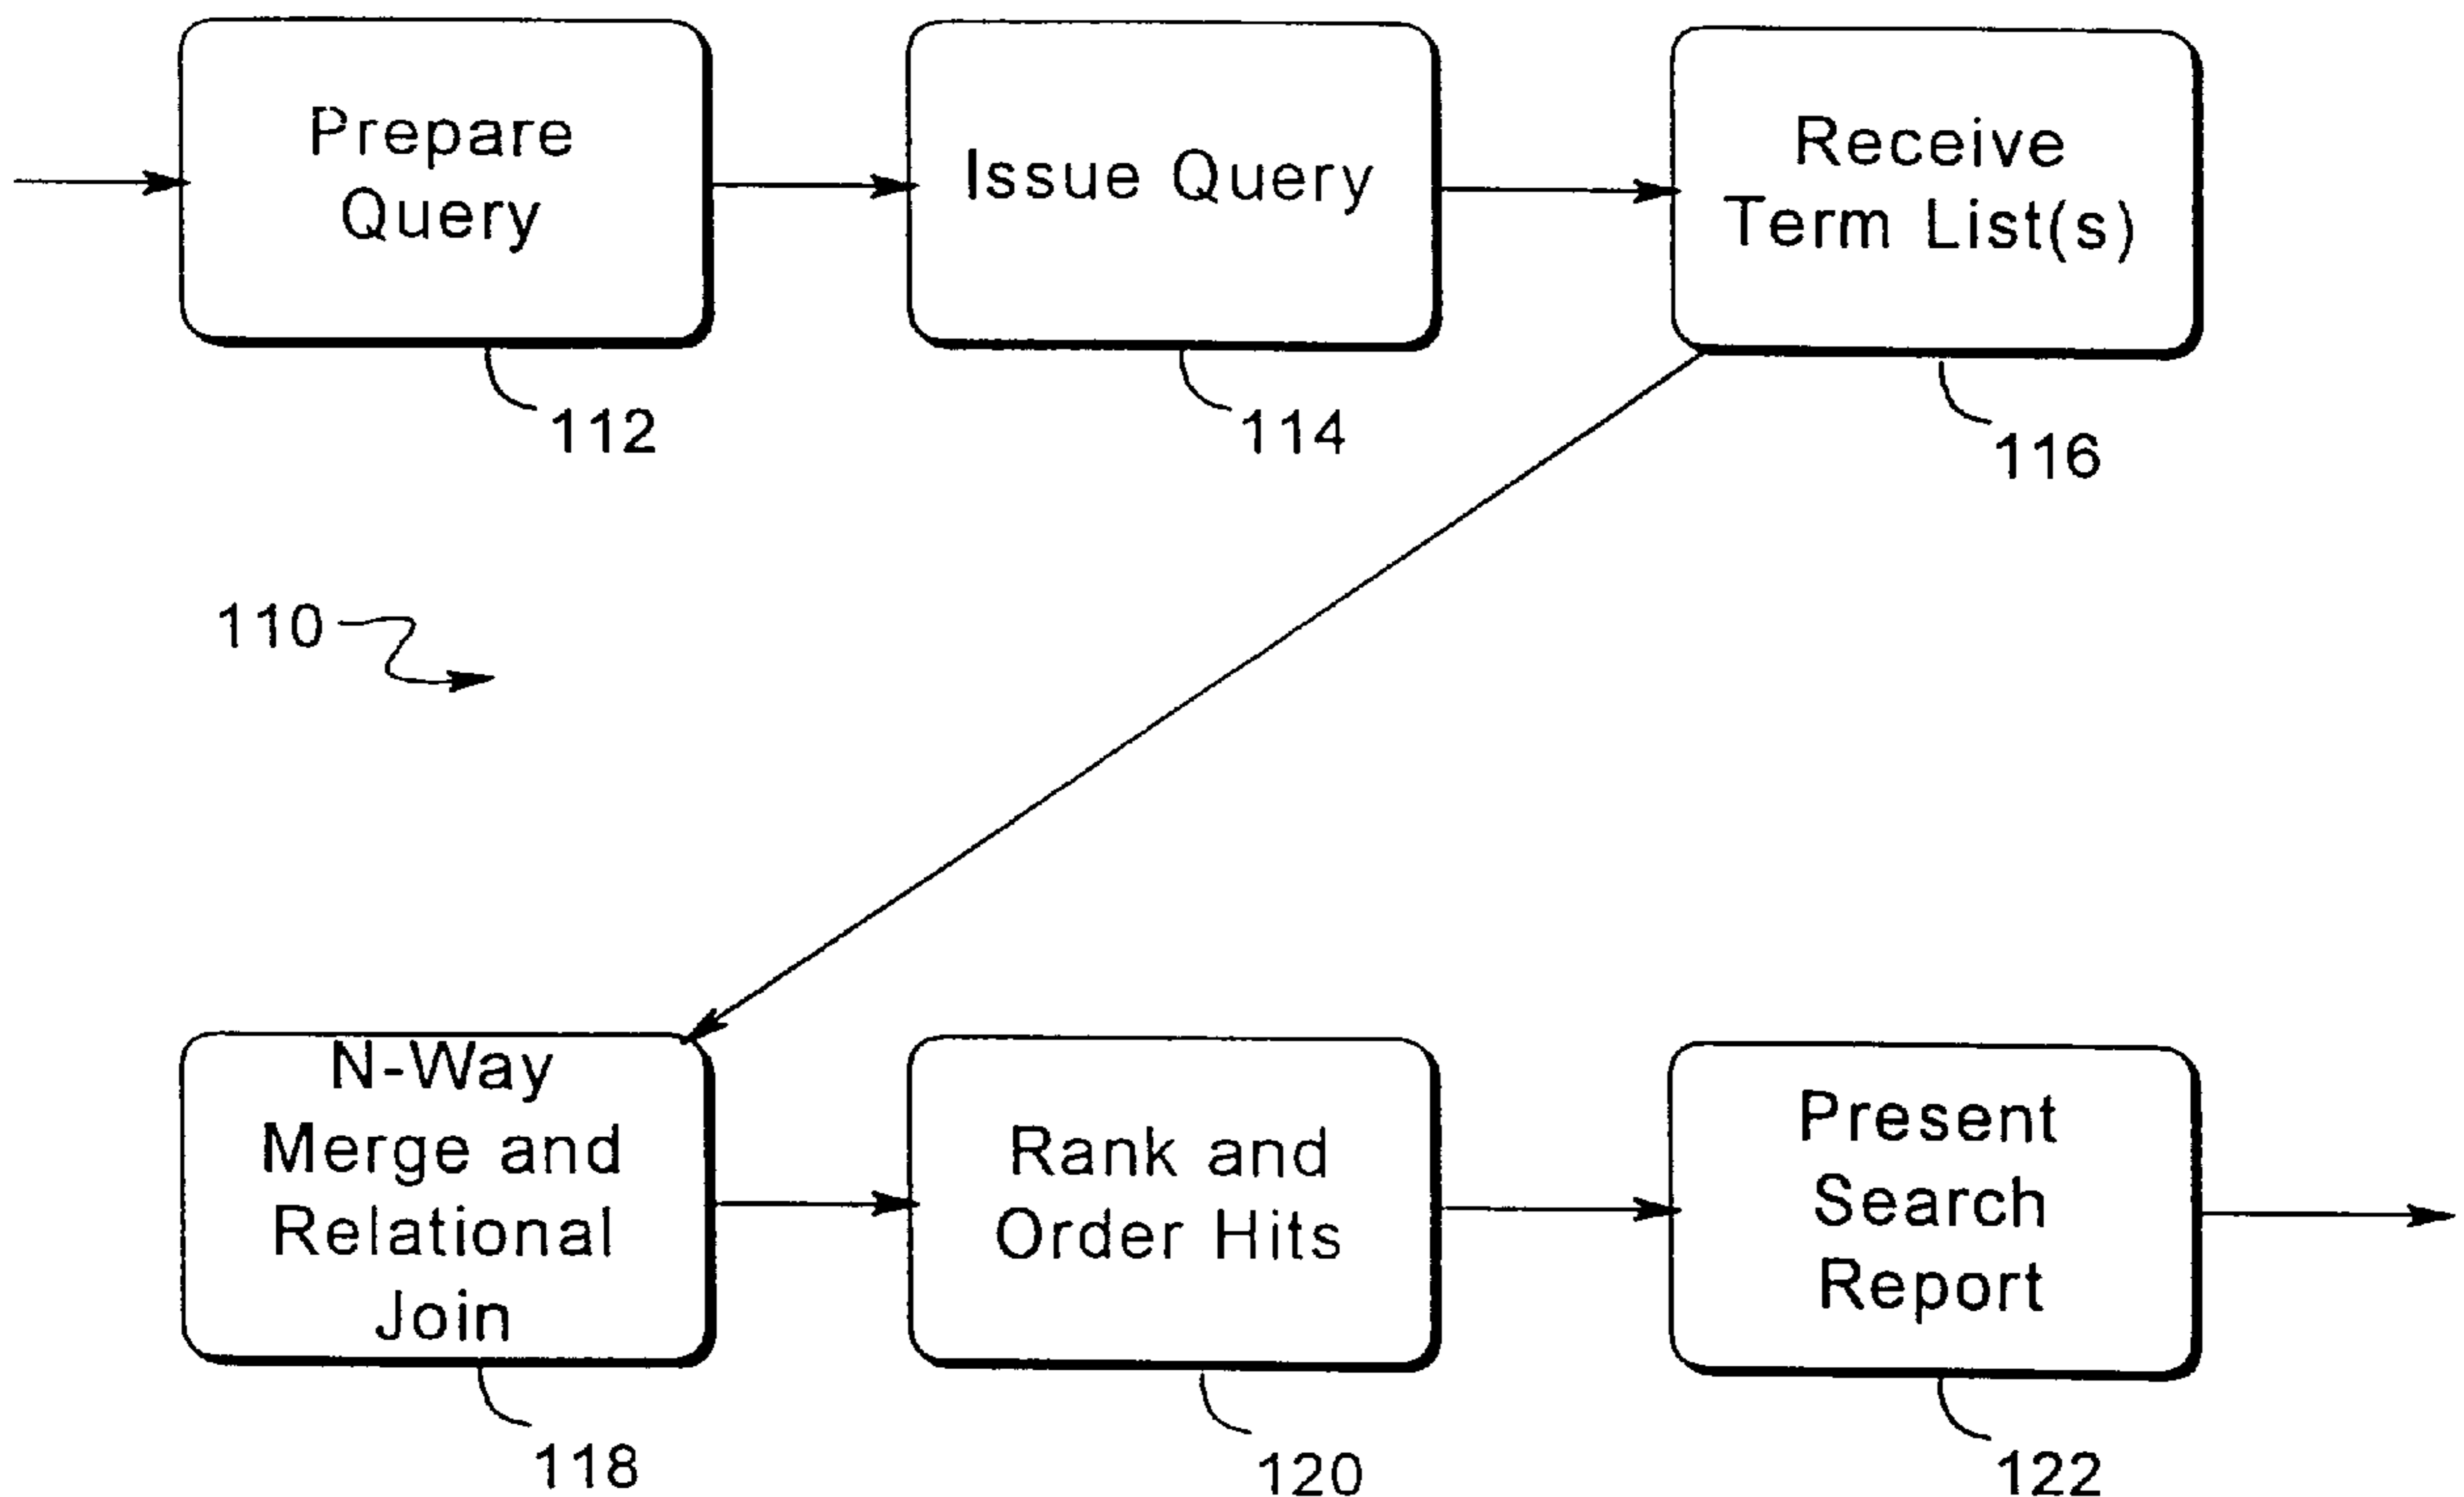 Prepare
Query
Issue Query
Receive
Term List(s)
112
114
116
110
N-Way
Merge and
Relational
Join
Rank and
Order Hits
Present
Search
Report
118
120
122